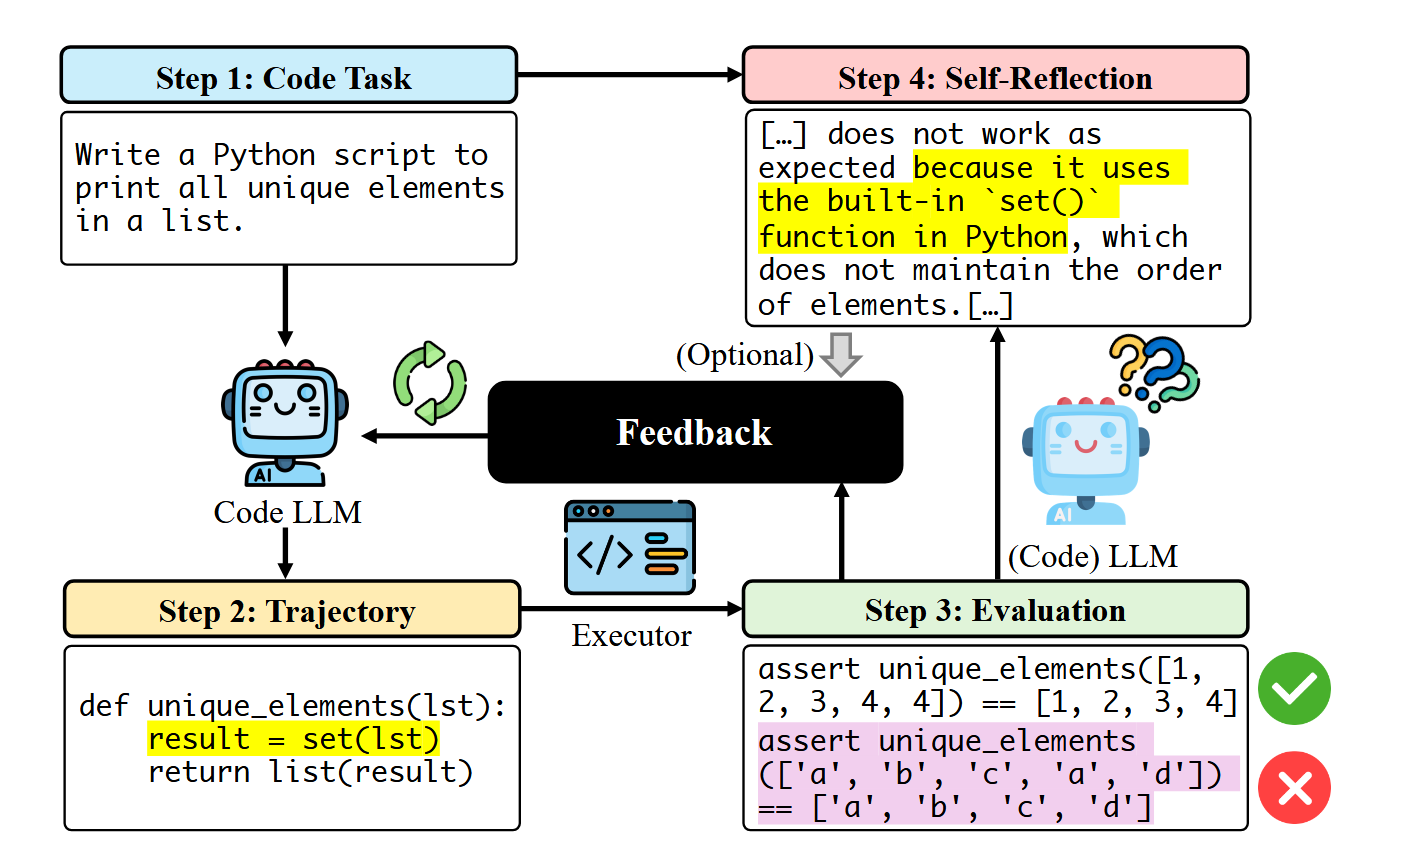 Step 1: Code Task
Write a Python script to
print all unique elements
in a list.
Step 4: Self-Reflection
[…] does not work as
expected because it uses
the built-in `set()`
function in Python, which
does not maintain the order
of elements.[…]
(Optional)
Feedback
AI
Code LLM
AI
(Code) LLM
</>
Executor
Step 2: Trajectory
def unique_elements(lst):
    result = set(lst)
    return list(result)
Step 3: Evaluation
assert unique_elements([1,
2, 3, 4, 4]) == [1, 2, 3, 4]
assert unique_elements
(['a', 'b', 'c', 'a', 'd'])
== ['a', 'b', 'c', 'd']